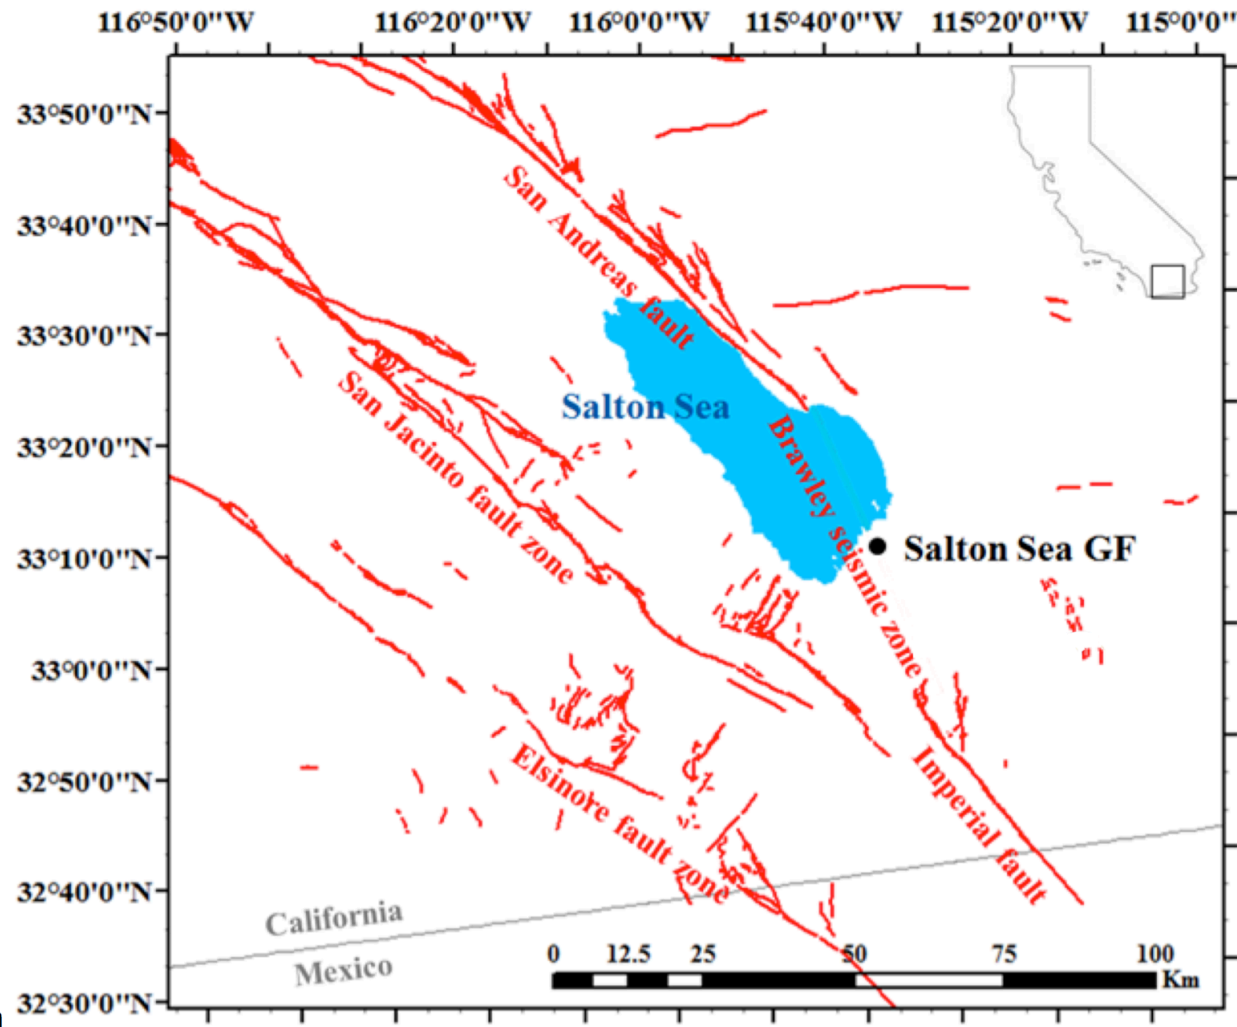 116°50'0"W 116°20'0"W 116°0'0"W 115°40'0"W 115°20'0"W 115°0'0"
33°50'0"N
33°40'0"N
33°30'0"N
33°20'0"N
33°10'0"N
33°0'0"N
32°50'0"N
32°40'0"N
32°30'0"N
San Andreas fault
Salton Sea
San Jacinto fault zone
Brawley seismic zone
Salton Sea GF
Elsinore fault zone
Imperial fault
California
Mexico
0 12.5 25 50 75 100
Km